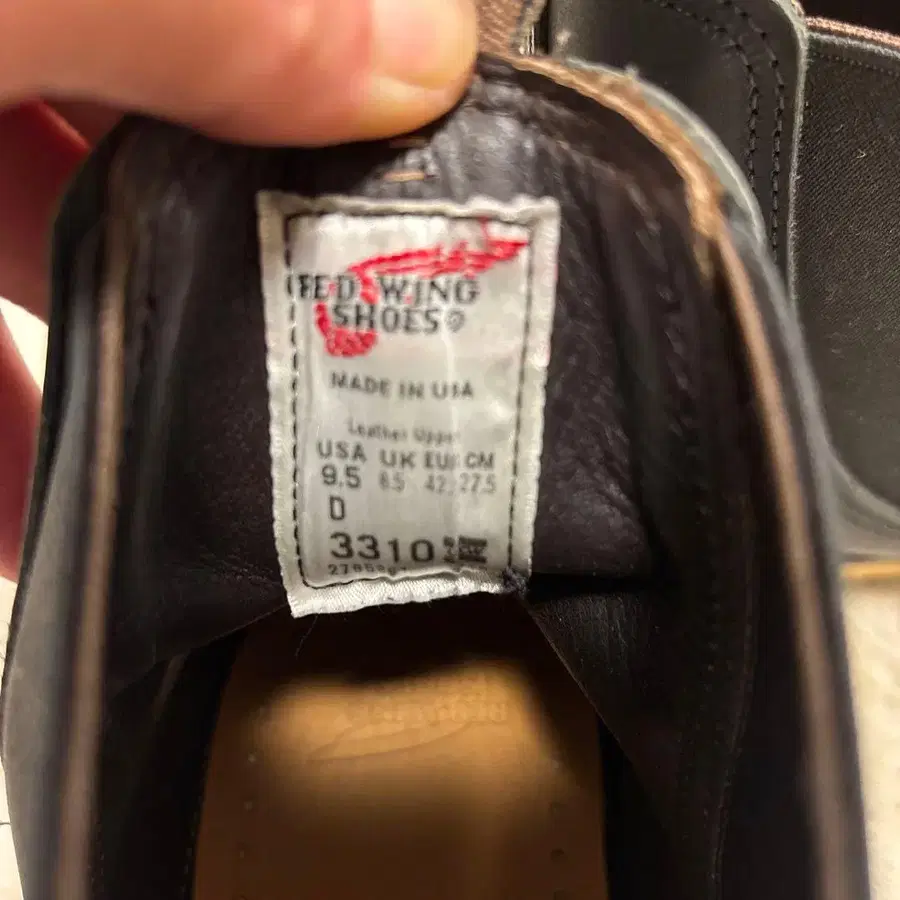 RED WING
SHOES®
MADE IN USA
Leather Upper
USA UK EUR CM
9.5 8.5 42 27.5
D
3310